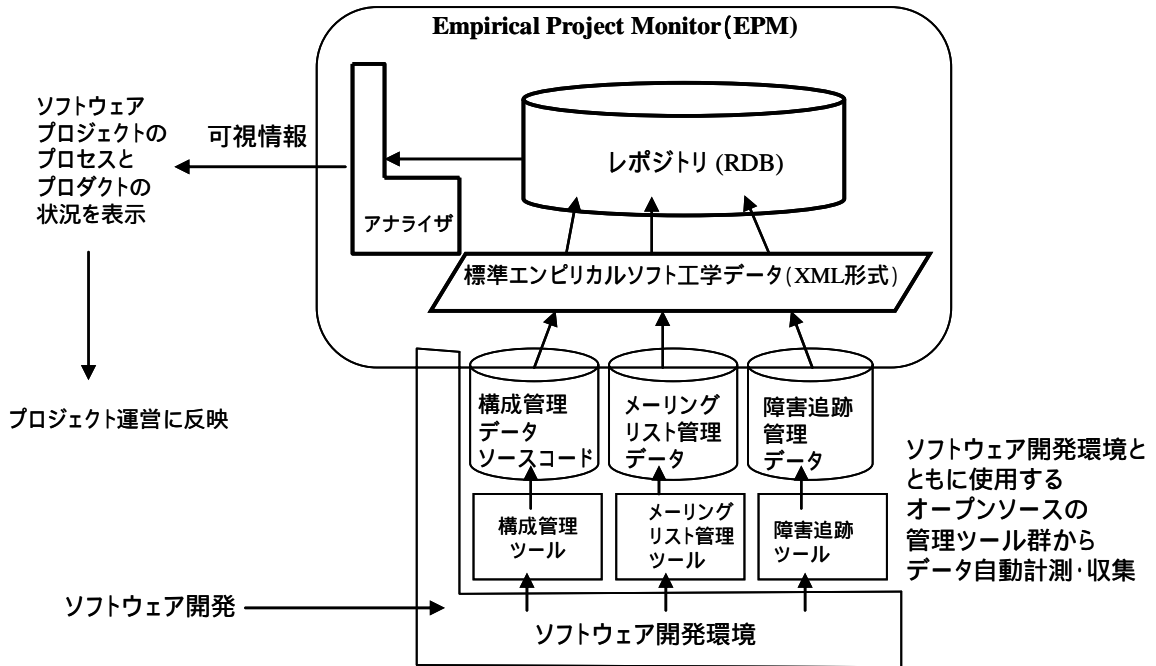 Empirical Project Monitor(EPM)
ソフトウェア
プロジェクトの
プロセスと
プロダクトの
状況を表示
可視情報
レポジトリ (RDB)
アナライザ
標準エンピリカルソフト工学データ(XML形式)
プロジェクト運営に反映
構成管理
データ
ソースコード
メーリング
リスト管理
データ
障害追跡
管理
データ
構成管理
ツール
メーリング
リスト管理
ツール
障害追跡
ツール
ソフトウェア開発環境と
ともに使用する
オープンソースの
管理ツール群から
データ自動計測・収集
ソフトウェア開発
ソフトウェア開発環境